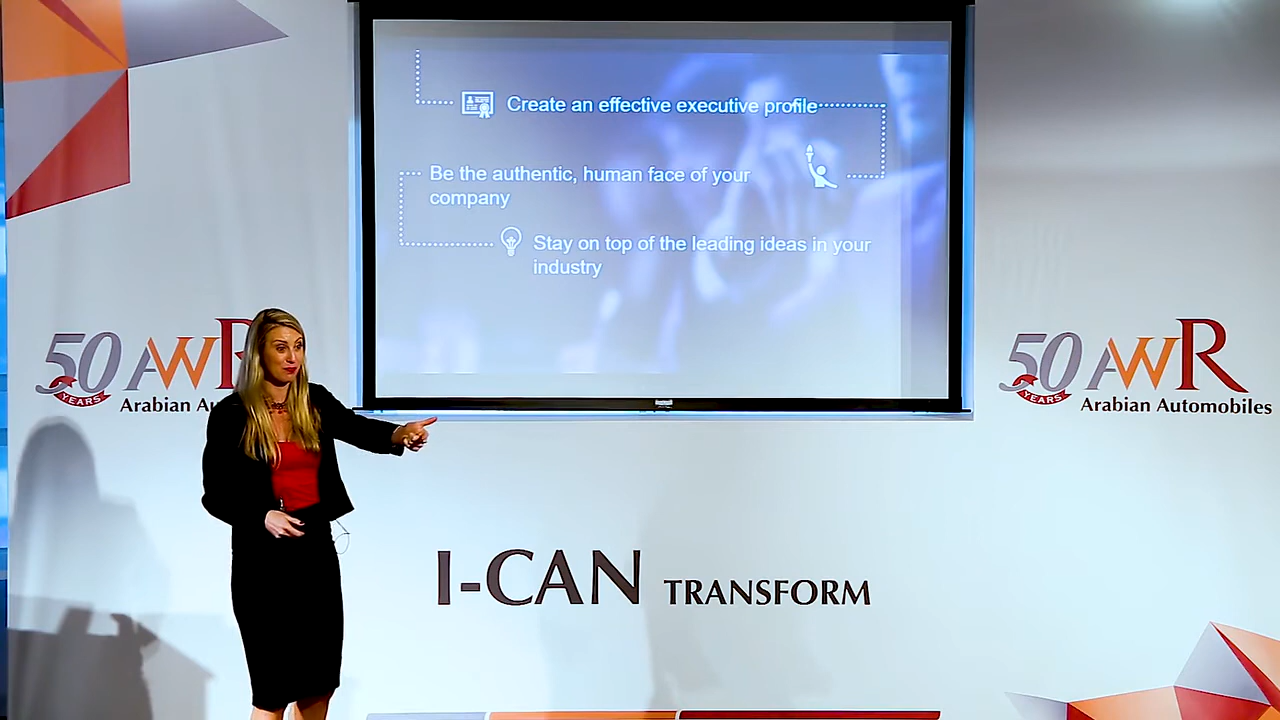 Create an effective executive profile
Be the authentic, human face of your
company
Stay on top of the leading ideas in your
industry
50 AWR
YEARS
Arabian Au
50 AWR
YEARS
Arabian Automobiles
I-CAN TRANSFORM